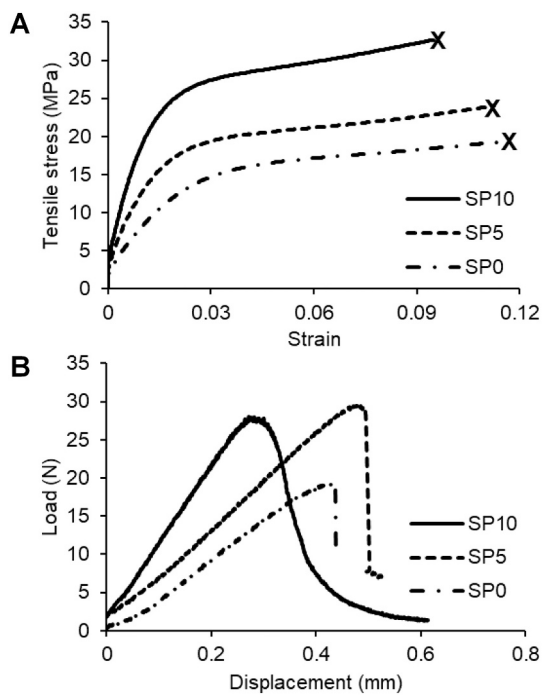 A
Tensile stress (MPa)
35
30
25
20
15
10
5
0
X
X
X
SP10
SP5
SP0
0
0.03
0.06
0.09
0.12
Strain
B
Load (N)
35
30
25
20
15
10
5
0
SP10
SP5
SP0
0
0.2
0.4
0.6
0.8
Displacement (mm)